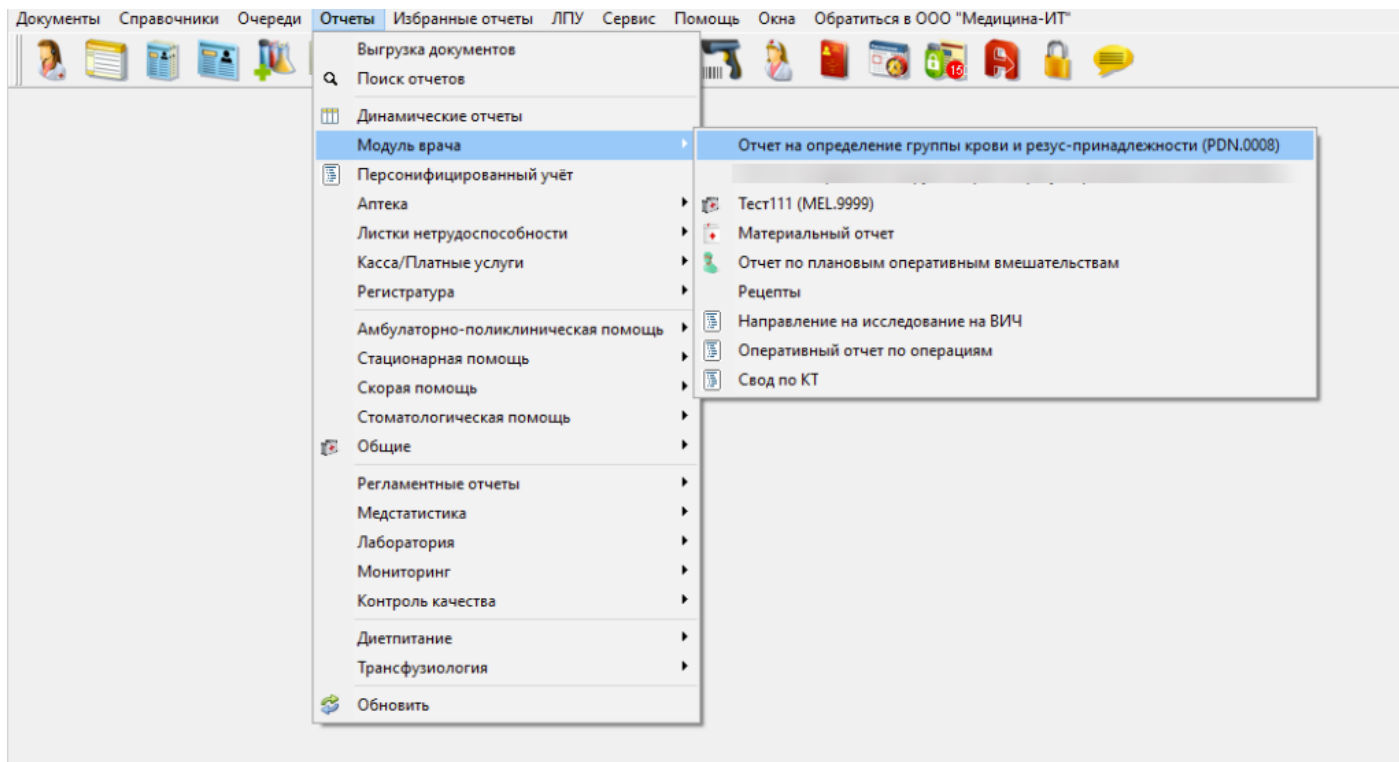 Документы Справочники Очереди Отчеты Избранные отчеты ЛПУ Сервис Помощь Окна Обратиться в ООО "Медицина-ИТ"
15
Выгрузка документов
Поиск отчетов
Динамические отчеты
Модуль врача
Персонифицированный учёт
Аптека
Листки нетрудоспособности
Касса/Платные услуги
Регистратура
Амбулаторно-поликлиническая помощь
Стационарная помощь
Скорая помощь
Стоматологическая помощь
Общие
Регламентные отчеты
Медстатистика
Лаборатория
Мониторинг
Контроль качества
Диетпитание
Трансфузиология
Обновить
Отчет на определение группы крови и резус-принадлежности (PDN.0008)
Тест111 (MEL.9999)
Материальный отчет
Отчет по плановым оперативным вмешательствам
Рецепты
Направление на исследование на ВИЧ
Оперативный отчет по операциям
Свод по КТ